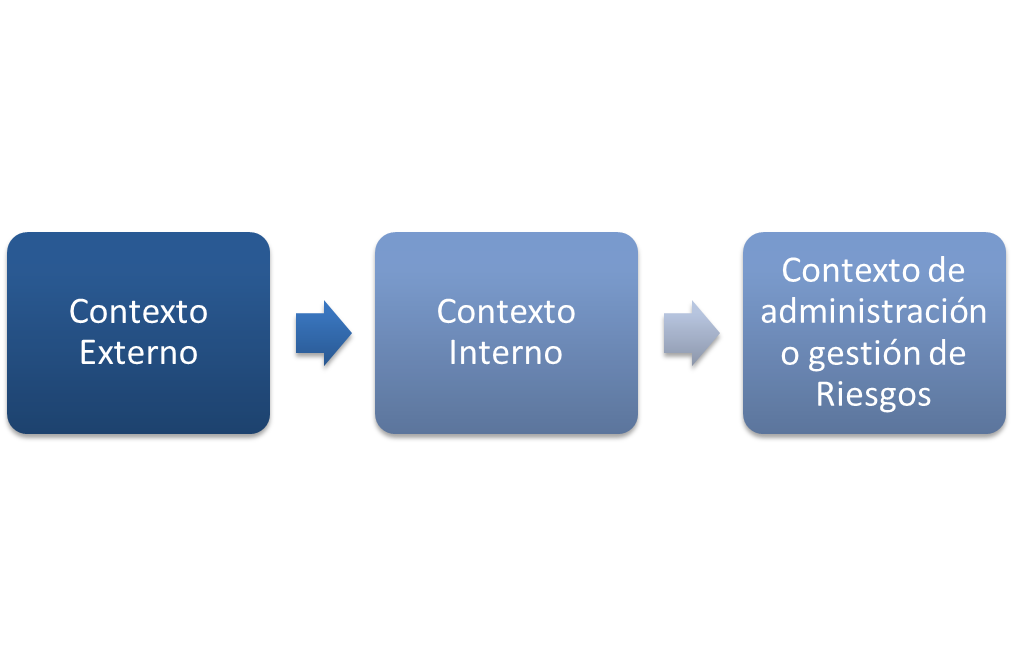 Contexto
Externo
Contexto
Interno
Contexto de
administración
o gestión de
Riesgos